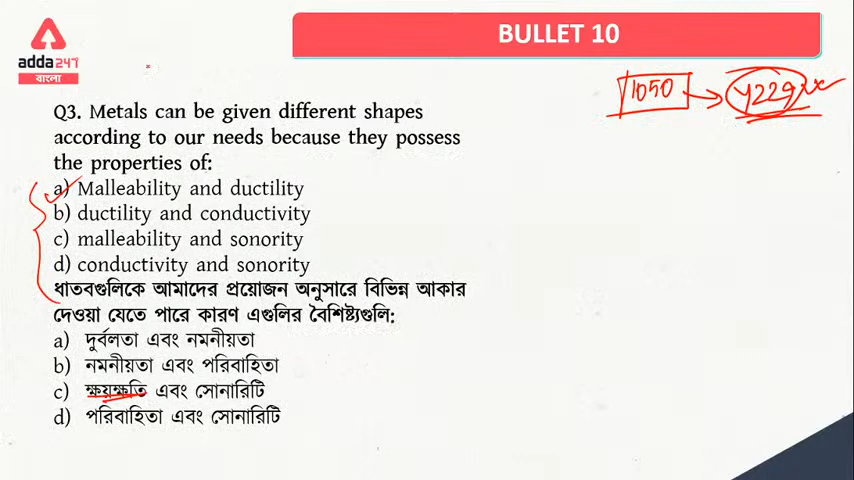 BULLET 10
adda247
বাংলা
1050
Y229
Q3. Metals can be given different shapes
according to our needs because they possess
the properties of:
a) Malleability and ductility
b) ductility and conductivity
c) malleability and sonority
d) conductivity and sonority
ধাতবগুলিকে আমাদের প্রয়োজন অনুসারে বিভিন্ন আকার
দেওয়া যেতে পারে কারণ এগুলির বৈশিষ্ট্যগুলি:
a) দুর্বলতা এবং নমনীয়তা
b) নমনীয়তা এবং পরিবাহিতা
c) ক্ষয়ক্ষতি এবং সোনারিটি
d) পরিবাহিতা এবং সোনারিটি